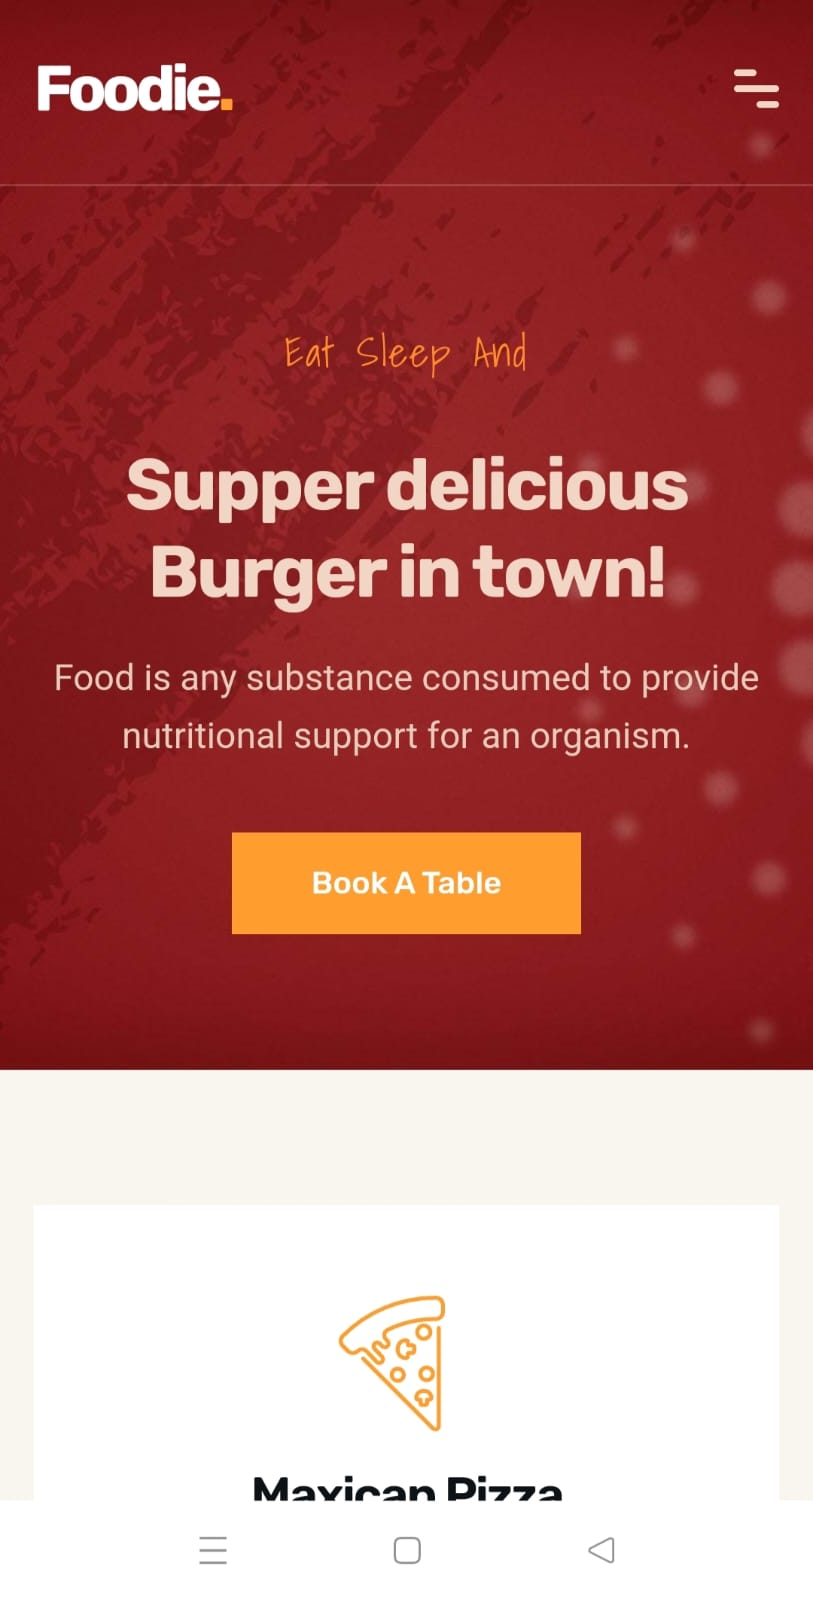 Foodie.
Eat Sleep And
Supper delicious
Burger in town!
Food is any substance consumed to provide
nutritional support for an organism.
Book A Table
Maxican Pizza